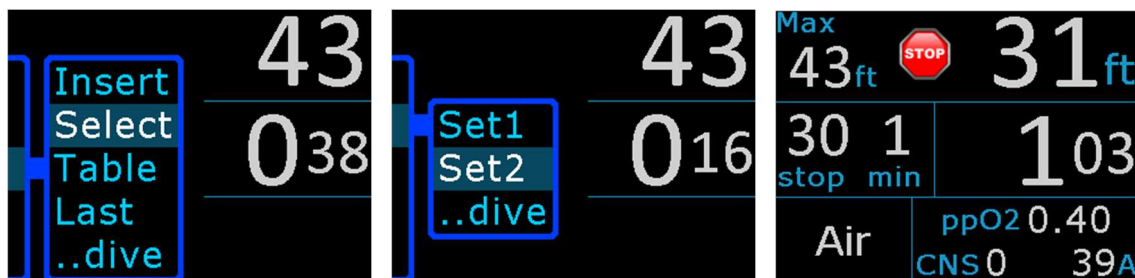 Insert
Select
Table
Last
..dive
43
0 38
Set1
Set2
..dive
43
0 16
Max
43ft STOP 31ft
30 1 1 03
stop min
Air ppO2 0.40
CNS 0 39A